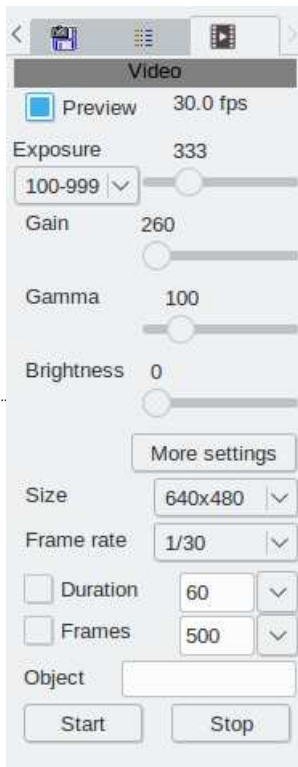 Video
Preview 30.0 fps
Exposure 333
100-999
Gain 260
Gamma 100
Brightness 0
More settings
Size 640x480
Frame rate 1/30
Duration 60
Frames 500
Object
Start Stop